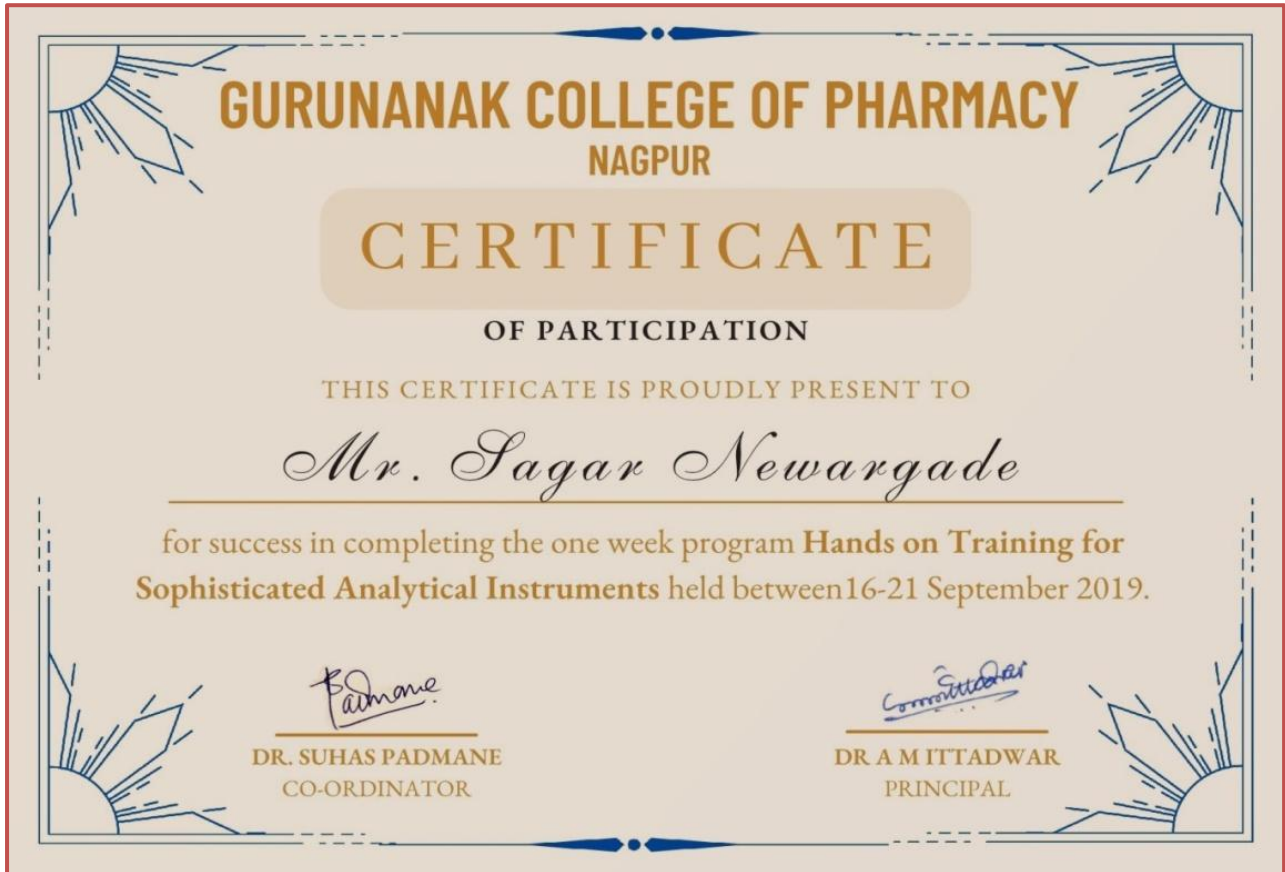 GURUNANAK COLLEGE OF PHARMACY
NAGPUR
CERTIFICATE
OF PARTICIPATION
THIS CERTIFICATE IS PROUDLY PRESENT TO
Mr. Sagar Newargade
for success in completing the one week program Hands on Training for
Sophisticated Analytical Instruments held between16-21 September 2019.
Padmane
DR. SUHAS PADMANE
CO-ORDINATOR
DR A M ITTADWAR
PRINCIPAL